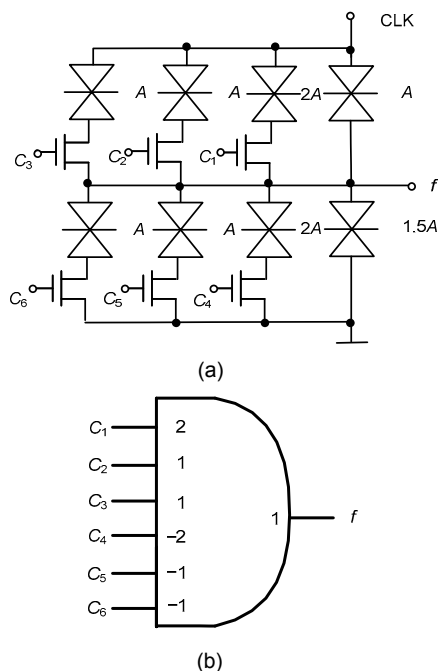 CLK
A A 2A A
C3 C2 C1
f
A A 2A 1.5A
C6 C5 C4
(a)
C1 2
C2 1
C3 1
1 f
C4 −2
C5 −1
C6 −1
(b)